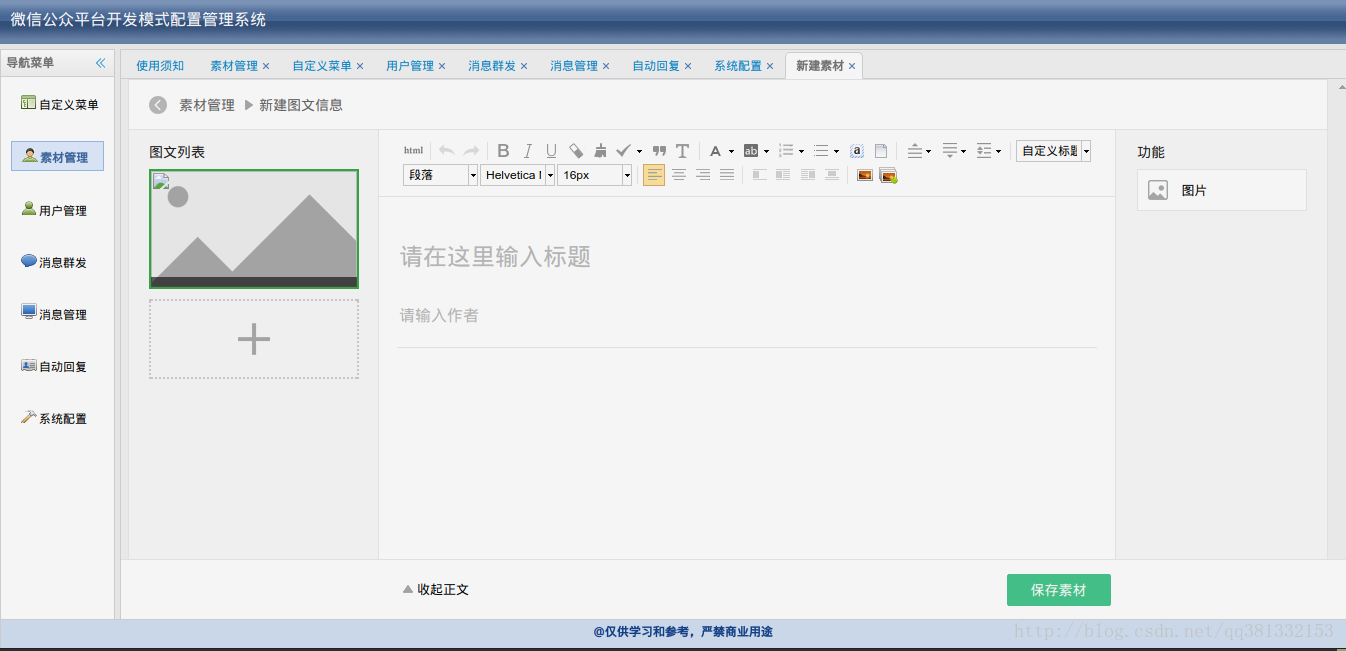 微信公众平台开发模式配置管理系统
导航菜单
使用须知 素材管理 自定义菜单 用户管理 消息群发 消息管理 自动回复 系统配置 新建素材
自定义菜单
素材管理
用户管理
消息群发
消息管理
自动回复
系统配置
素材管理 新建图文信息
图文列表
html B I U T A ab a 自定义标题
段落 Helvetica 16px
请在这里输入标题
请输入作者
功能
图片
收起正文
保存素材
@仅供学习和参考，严禁商业用途
http://blog.csdn.net/qq381332153